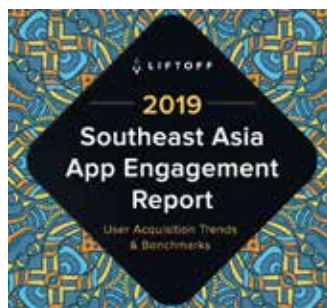 LIFTOFF
2019
Southeast Asia
App Engagement
Report
User Acquisition Trends
& Benchmarks